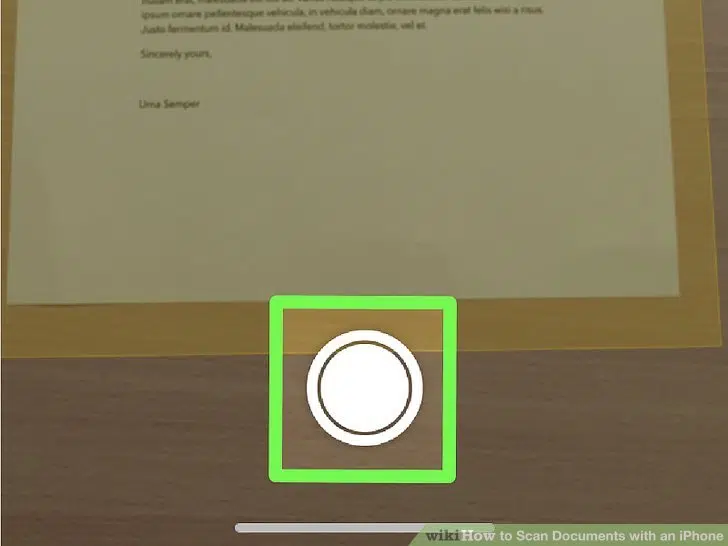 ipsum ornare pellentesque vehicula, in vehicula diam, ornare magna erat felis wisi a risus.
Justo fermentum id. Malesuada eleifend, tortor molestie, vel et.
Sincerely yours,
Urna Semper
wikiHow to Scan Documents with an iPhone